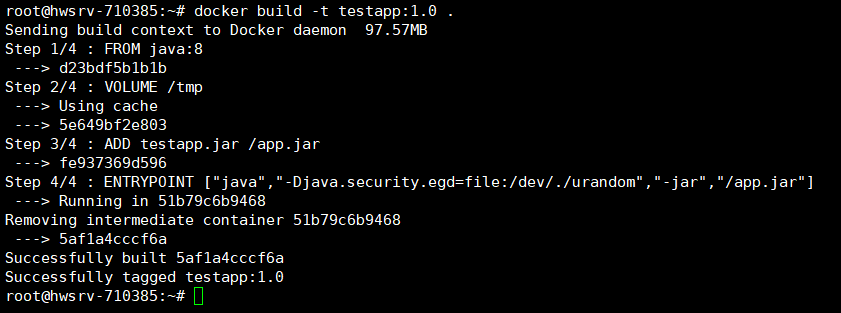 root@hwsrv-710385:~# docker build -t testapp:1.0 .
Sending build context to Docker daemon  97.57MB
Step 1/4 : FROM java:8
 ---> d23bdf5b1b1b
Step 2/4 : VOLUME /tmp
 ---> Using cache
 ---> 5e649bf2e803
Step 3/4 : ADD testapp.jar /app.jar
 ---> fe937369d596
Step 4/4 : ENTRYPOINT ["java","-Djava.security.egd=file:/dev/./urandom","-jar","/app.jar"]
 ---> Running in 51b79c6b9468
Removing intermediate container 51b79c6b9468
 ---> 5af1a4cccf6a
Successfully built 5af1a4cccf6a
Successfully tagged testapp:1.0
root@hwsrv-710385:~#